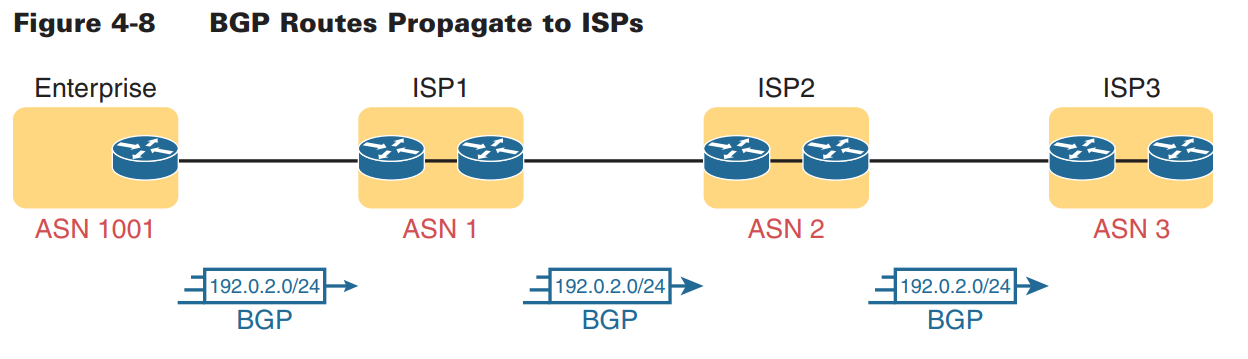 Figure 4-8 BGP Routes Propagate to ISPs
Enterprise ISP1 ISP2 ISP3
ASN 1001 ASN 1 ASN 2 ASN 3
192.0.2.0/24 192.0.2.0/24 192.0.2.0/24
BGP BGP BGP